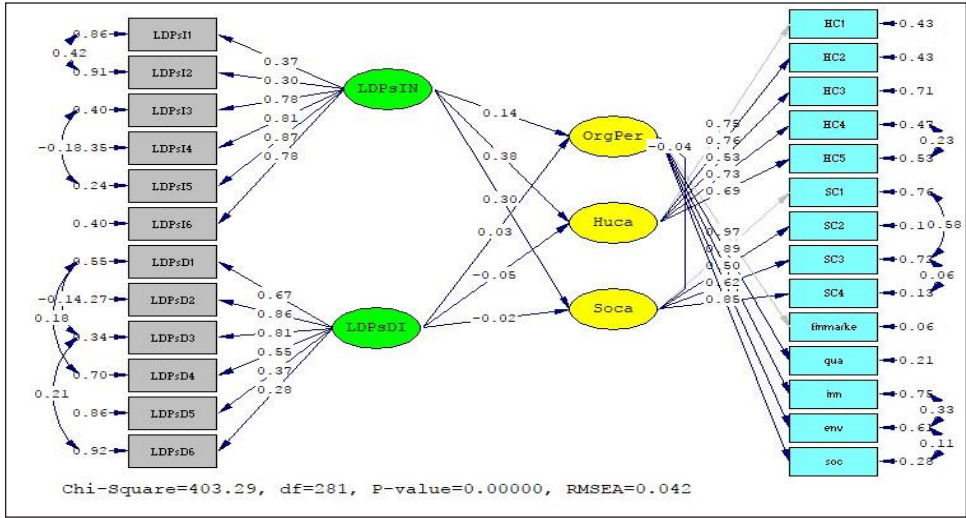 0.86 LDPsI1
0.42
0.91 LDPsI2
0.40 LDPsI3
-0.18.35 LDPsI4
0.24 LDPsI5
0.40 LDPsI6
0.55 LDPsD1
-0.14.27 LDPsD2
0.18
0.34 LDPsD3
0.70 LDPsD4
0.21
0.86 LDPsD5
0.92 LDPsD6
0.37
0.30
0.78
0.81
0.87
0.78
0.67
0.86
0.81
0.55
0.37
0.28
LDPsIN
LDPsDI
0.14
0.38
0.30
0.03
-0.05
-0.02
OrgPer
Huca
Soca
-0.04
0.75
0.76
0.53
0.73
0.69
0.97
0.89
0.50
0.62
0.85
HC1 0.43
HC2 0.43
HC3 0.71
HC4 0.47
0.23
HC5 0.53
SC1 0.76
SC2 0.10
0.58
SC3 0.72
0.06
SC4 0.13
0.06
qua 0.21
inn 0.75
0.33
env 0.61
0.11
soc 0.28
Chi-Square=403.29, df=281, P-value=0.00000, RMSEA=0.042